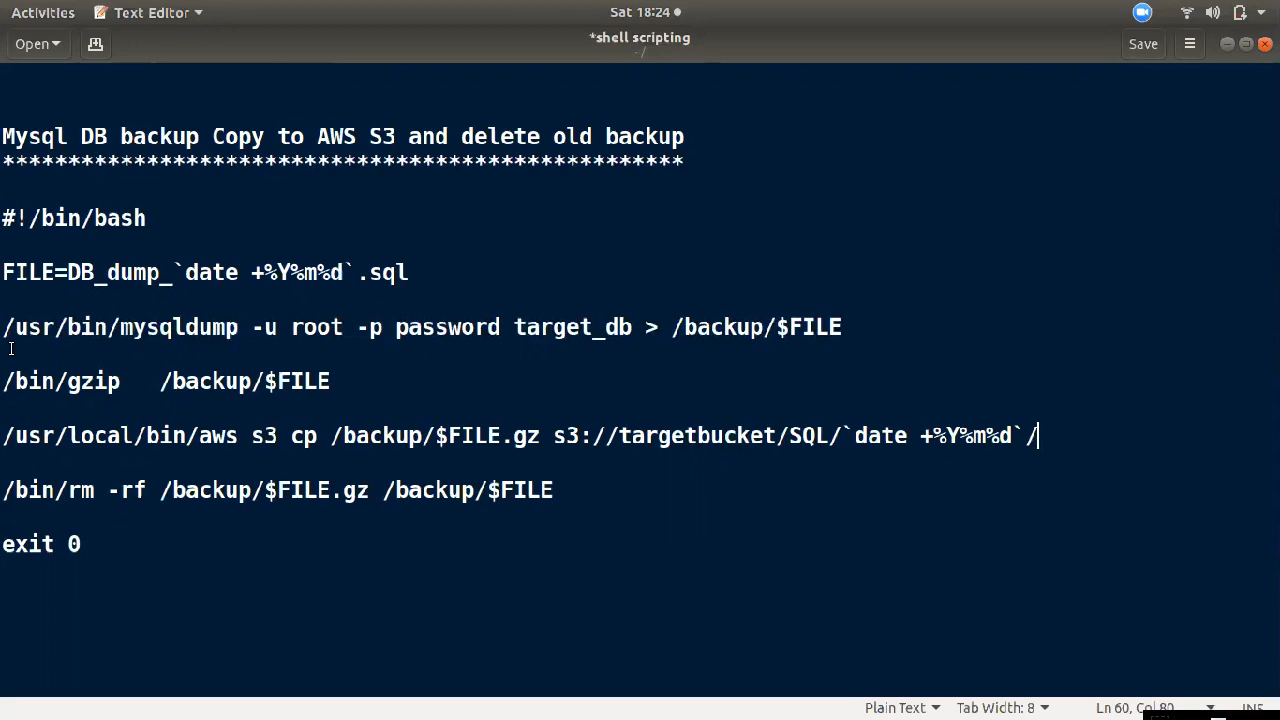 Activities Text Editor Sat 18:24
Open *shell scripting Save
~/
Mysql DB backup Copy to AWS S3 and delete old backup
****************************************************
#!/bin/bash
FILE=DB_dump_`date +%Y%m%d`.sql
/usr/bin/mysqldump -u root -p password target_db > /backup/$FILE
/bin/gzip   /backup/$FILE
/usr/local/bin/aws s3 cp /backup/$FILE.gz s3://targetbucket/SQL/`date +%Y%m%d`/
/bin/rm -rf /backup/$FILE.gz /backup/$FILE
exit 0
Plain Text Tab Width: 8 Ln 60, Col 80 INS